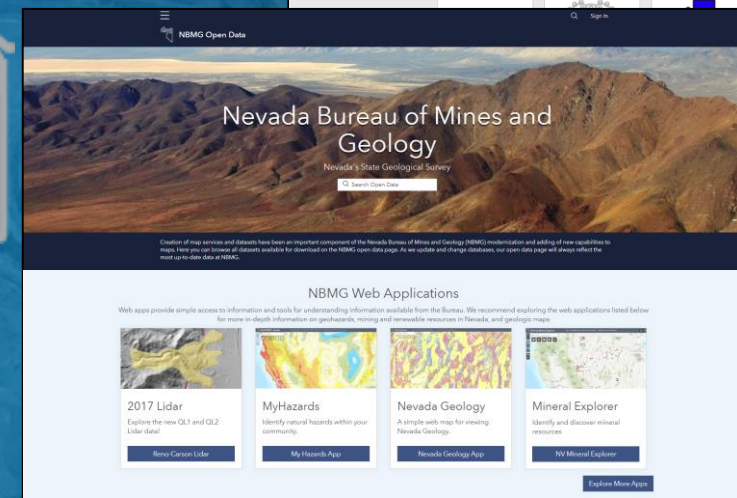 Sign In
NBMG Open Data
Nevada Bureau of Mines and
Geology
Nevada's State Geological Survey
Search Open Data
Creation of map services and datasets have been an important component of the Nevada Bureau of Mines and Geology (NBMG) modernization and adding of new capabilities to
maps. Here you can browse all datasets available for download on the NBMG open data page. As we update and change databases, our open data page will always reflect the
most up-to-date data at NBMG.
NBMG Web Applications
Web apps provide simple access to information and tools for understanding information available from the Bureau. We recommend exploring the web applications listed below
for more in-depth information on geohazards, mining and renewable resources in Nevada, and geologic maps
2017 Lidar
Explore the new QL1 and QL2
Lidar data!
Reno-Carson Lidar
MyHazards
Identify natural hazards within your
community.
My Hazards App
Nevada Geology
A simple web map for viewing
Nevada Geology.
Nevada Geology App
Mineral Explorer
Identify and discover mineral
resources
NV Mineral Explorer
Explore More Apps